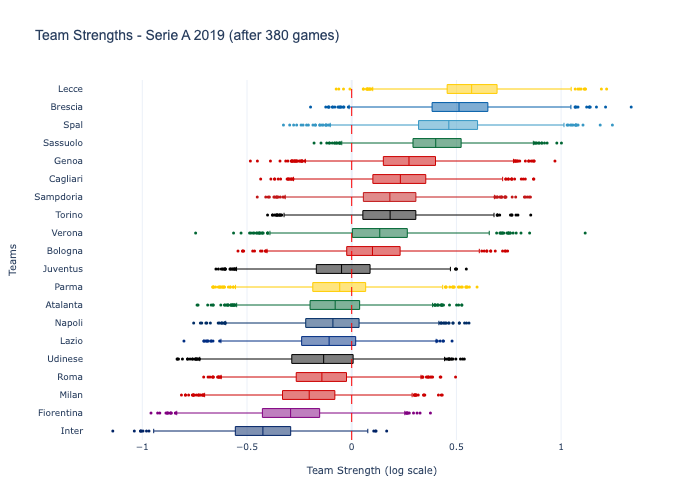 Team Strengths - Serie A 2019 (after 380 games)
Lecce
Brescia
Spal
Sassuolo
Genoa
Cagliari
Sampdoria
Torino
Verona
Bologna
Juventus
Parma
Atalanta
Napoli
Lazio
Udinese
Roma
Milan
Fiorentina
Inter
Teams
−1
−0.5
0
0.5
1
Team Strength (log scale)